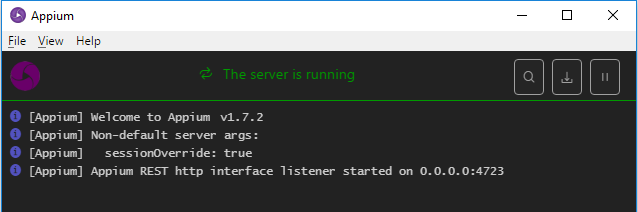 Appium
File View Help
The server is running
[Appium] Welcome to Appium v1.7.2
[Appium] Non-default server args:
[Appium]   sessionOverride: true
[Appium] Appium REST http interface listener started on 0.0.0.0:4723